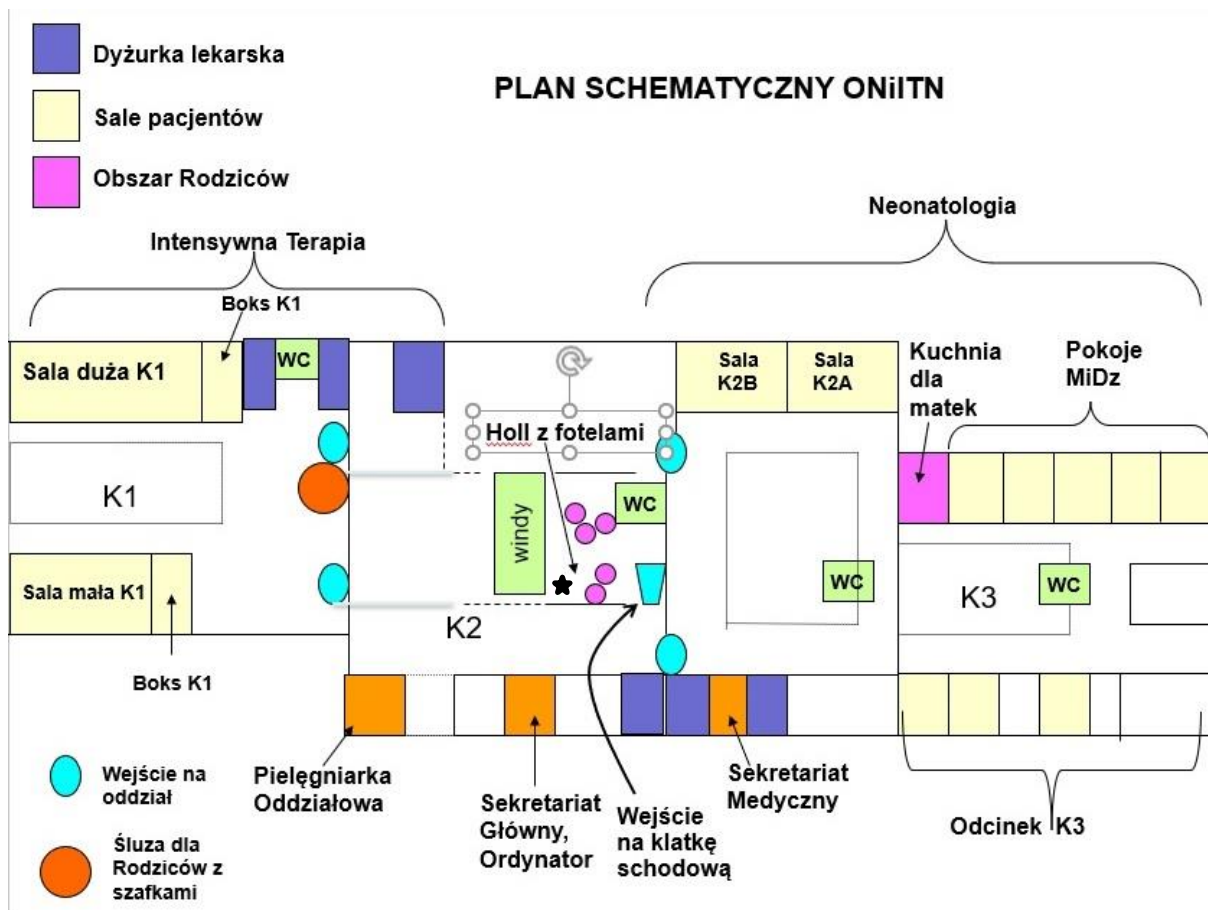 Dyżurka lekarska
PLAN SCHEMATYCZNY ONiITN
Sale pacjentów
Obszar Rodziców
Neonatologia
Intensywna Terapia
Boks K1
Sala duża K1
WC
Sala
K2B
Sala
K2A
Kuchnia
dla
matek
Pokoje
MiDz
Holl z fotelami
K1
windy
WC
WC
WC
K3
Sala mała K1
K2
Boks K1
Wejście na
oddział
Pielęgniarka
Oddziałowa
Sekretariat
Główny,
Ordynator
Wejście
na klatkę
schodową
Sekretariat
Medyczny
Odcinek K3
Śluza dla
Rodziców z
szafkami